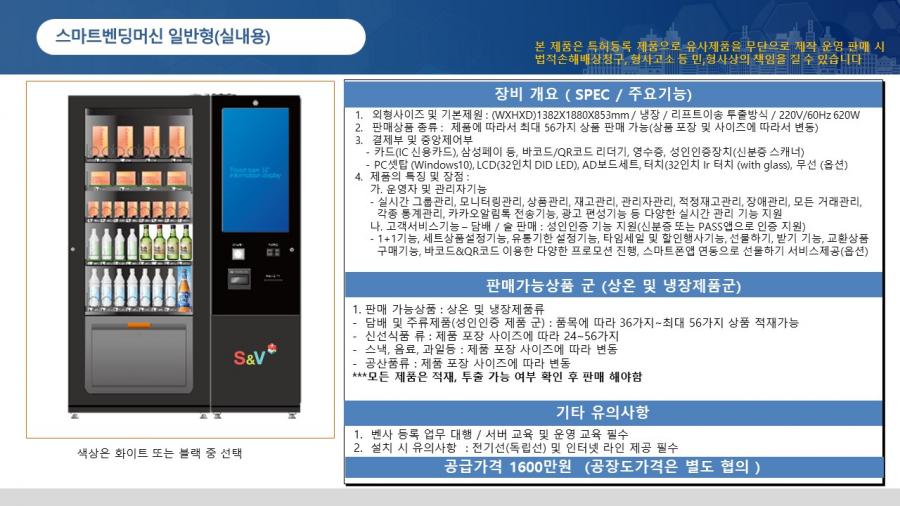 스마트벤딩머신 일반형(실내용)
본 제품은 특허등록 제품으로 유사제품을 무단으로 제작 운영 판매 시
법적손해배상청구, 형사고소 등 민,형사상의 책임을 질 수 있습니다
장비 개요 ( SPEC / 주요기능)
1. 외형사이즈 및 기본제원 : (WXHXD)1382X1880X853mm / 냉장 / 리프트이송 투출방식 / 220V/60Hz 620W
2. 판매상품 종류 : 제품에 따라서 최대 56가지 상품 판매 가능(상품 포장 및 사이즈에 따라서 변동)
3. 결제부 및 중앙제어부
- 카드(IC 신용카드), 삼성페이 등, 바코드/QR코드 리더기, 영수증, 성인인증장치(신분증 스캐너)
- PC셋탑 (Windows10), LCD(32인치 DID LED), AD보드세트, 터치(32인치 Ir 터치 (with glass), 무선 (옵션)
4. 제품의 특징 및 장점 :
가. 운영자 및 관리자기능
- 실시간 그룹관리, 모니터링관리, 상품관리, 재고관리, 관리자관리, 적정재고관리, 장애관리, 모든 거래관리,
각종 통계관리, 카카오알림톡 전송기능, 광고 편성기능 등 다양한 실시간 관리 기능 지원
나. 고객서비스기능 – 담배 / 술 판매 : 성인인증 기능 지원(신분증 또는 PASS앱으로 인증 지원)
- 1+1기능, 세트상품설정기능, 유통기한 설정기능, 타임세일 및 할인행사기능, 선물하기, 받기 기능, 교환상품
구매기능, 바코드&QR코드 이용한 다양한 프로모션 진행, 스마트폰앱 연동으로 선물하기 서비스제공(옵션)
판매가능상품 군 (상온 및 냉장제품군)
1. 판매 가능상품 : 상온 및 냉장제품류
- 담배 및 주류제품(성인인증 제품 군) : 품목에 따라 36가지~최대 56가지 상품 적재가능
- 신선식품 류 : 제품 포장 사이즈에 따라 24~56가지
- 스낵, 음료, 과일등 : 제품 포장 사이즈에 따라 변동
- 공산품류 : 제품 포장 사이즈에 따라 변동
***모든 제품은 적재, 투출 가능 여부 확인 후 판매 해야함
기타 유의사항
1. 벤사 등록 업무 대행 / 서버 교육 및 운영 교육 필수
2. 설치 시 유의사항 : 전기선(독립선) 및 인터넷 라인 제공 필수
공급가격 1600만원 (공장도가격은 별도 협의 )
Touch type 32"
information display
S&V
색상은 화이트 또는 블랙 중 선택